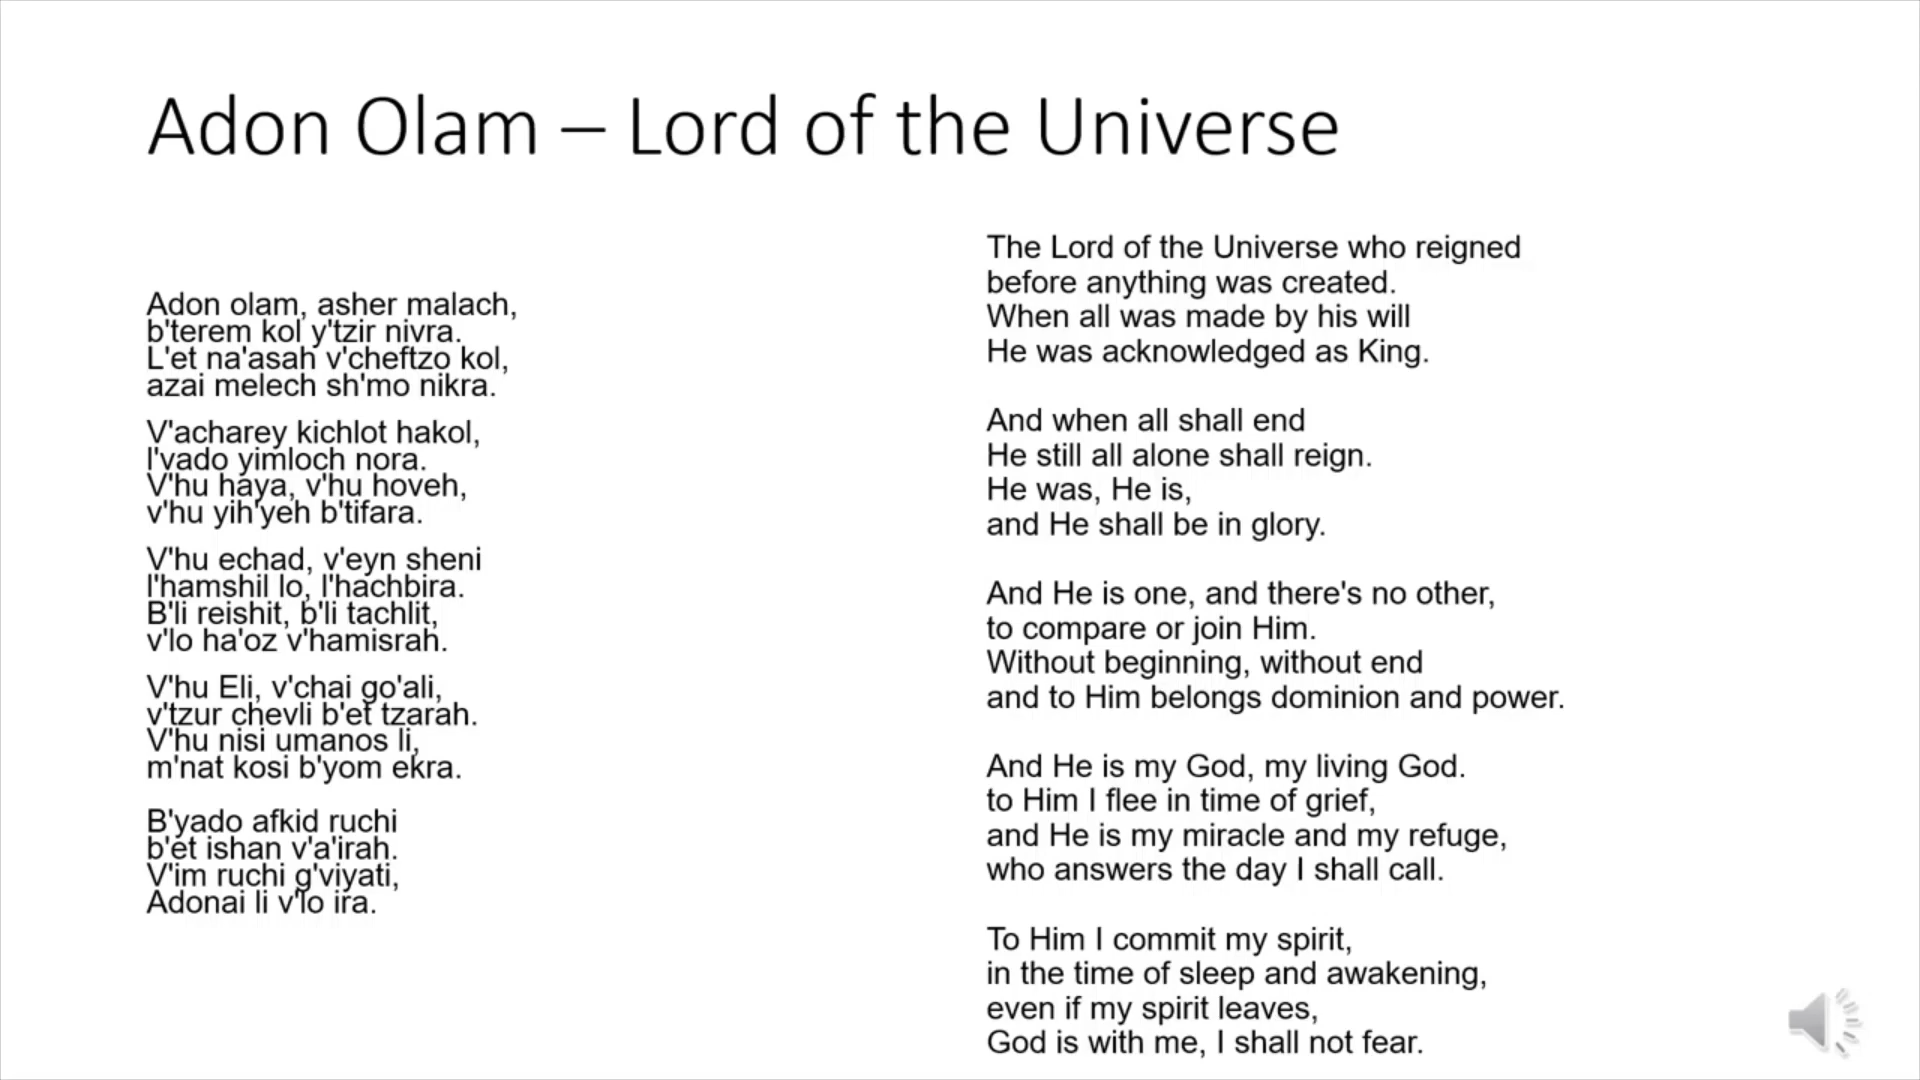 Adon Olam – Lord of the Universe
Adon olam, asher malach,
b'terem kol y'tzir nivra.
L'et na'asah v'cheftzo kol,
azai melech sh'mo nikra.
V'acharey kichlot hakol,
l'vado yimloch nora.
V'hu haya, v'hu hoveh,
v'hu yih'yeh b'tifara.
V'hu echad, v'eyn sheni
l'hamshil lo, l'hachbira.
B'li reishit, b'li tachlit,
v'lo ha'oz v'hamisrah.
V'hu Eli, v'chai go'ali,
v'tzur chevli b'et tzarah.
V'hu nisi umanos li,
m'nat kosi b'yom ekra.
B'yado afkid ruchi
b'et ishan v'a'irah.
V'im ruchi g'viyati,
Adonai li v'lo ira.
The Lord of the Universe who reigned
before anything was created.
When all was made by his will
He was acknowledged as King.
And when all shall end
He still all alone shall reign.
He was, He is,
and He shall be in glory.
And He is one, and there's no other,
to compare or join Him.
Without beginning, without end
and to Him belongs dominion and power.
And He is my God, my living God.
to Him I flee in time of grief,
and He is my miracle and my refuge,
who answers the day I shall call.
To Him I commit my spirit,
in the time of sleep and awakening,
even if my spirit leaves,
God is with me, I shall not fear.